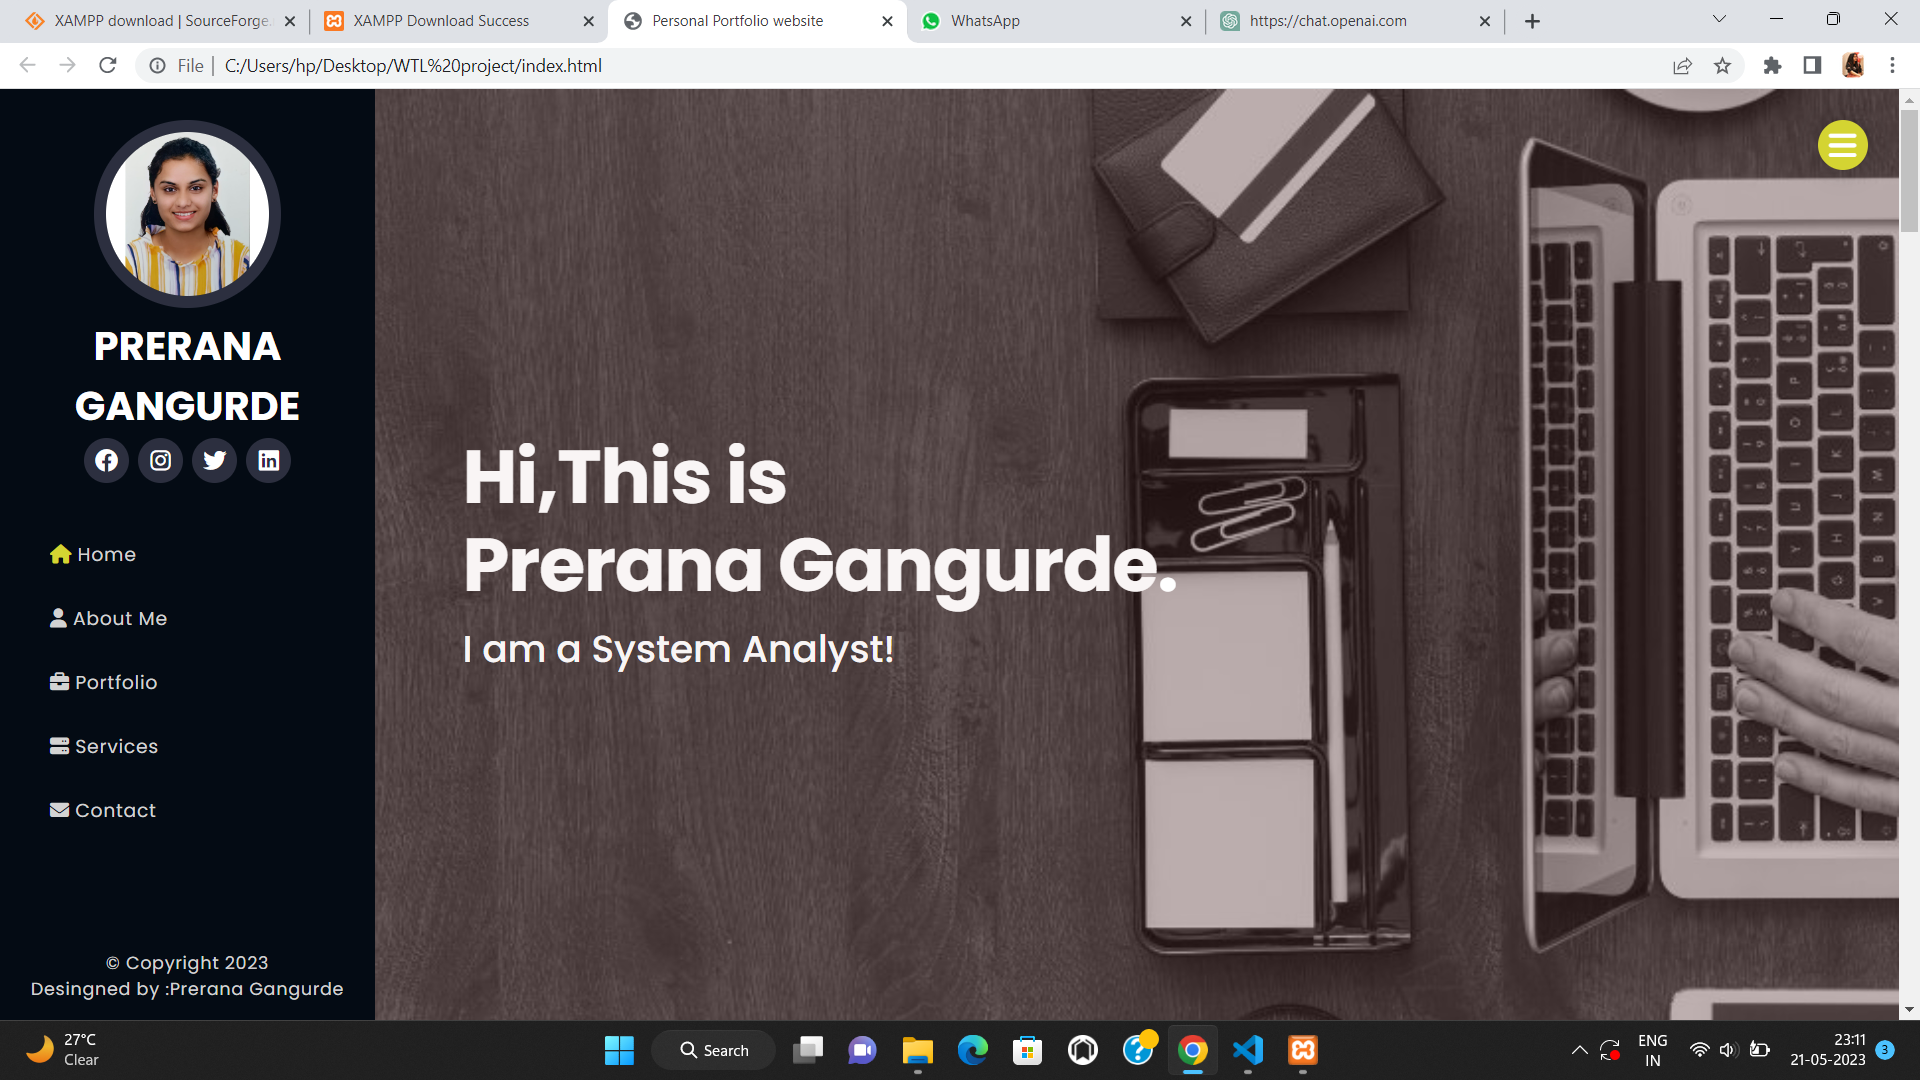 XAMPP download | SourceForge.
XAMPP Download Success
Personal Portfolio website
WhatsApp
https://chat.openai.com
File
C:/Users/hp/Desktop/WTL%20project/index.html
PRERANA
GANGURDE
Home
About Me
Portfolio
Services
Contact
© Copyright 2023
Desingned by :Prerana Gangurde
Hi,This is
Prerana Gangurde.
I am a System Analyst!
27°C
Clear
Search
ENG
IN
23:11
21-05-2023
3